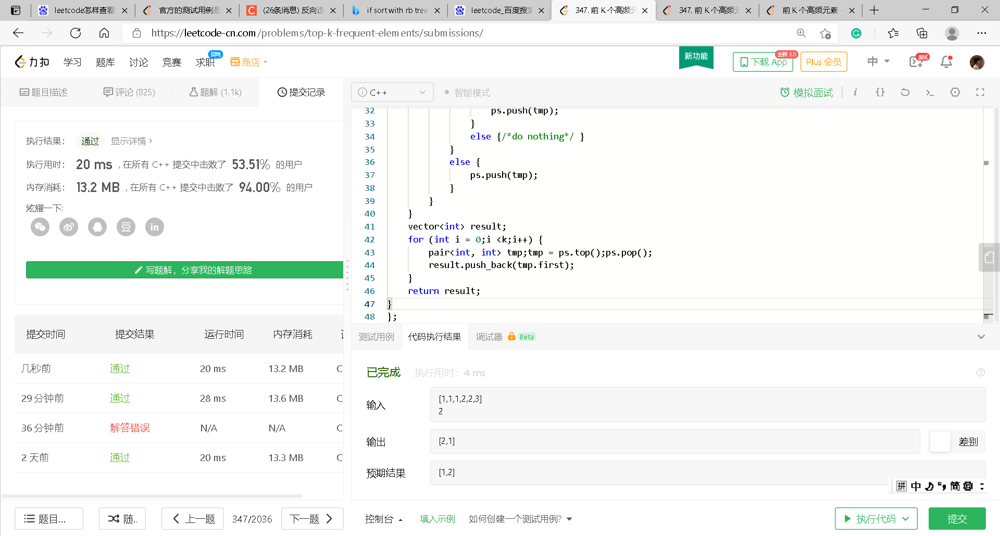 leetcode怎样查看
官方的测试用例是
(26条消息) 反向迭
if sort with rb tree
leetcode_百度搜索
347. 前 K 个高频元
347. 前 K 个高频元
前 K 个高频元素 -
https://leetcode-cn.com/problems/top-k-frequent-elements/submissions/
力扣 学习 题库 讨论 竞赛 求职 招聘 商店
新功能
下载 App 全新 2.0
Plus 会员
中
面试
题目描述 评论 (825) 题解 (1.1k) 提交记录
C++ 智能模式 模拟面试
执行结果： 通过 显示详情 >
执行用时： 20 ms , 在所有 C++ 提交中击败了 53.51% 的用户
内存消耗： 13.2 MB , 在所有 C++ 提交中击败了 94.00% 的用户
炫耀一下:
豆 in
写题解，分享我的解题思路
提交时间 提交结果 运行时间 内存消耗
几秒前 通过 20 ms 13.2 MB C
29 分钟前 通过 28 ms 13.6 MB C
36 分钟前 解答错误 N/A N/A C
2 天前 通过 20 ms 13.3 MB C
题目... 随.. 上一题 347/2036 下一题
32 ps.push(tmp);
33 }
34 else {/*do nothing*/ }
35 }
36 else {
37 ps.push(tmp);
38 }
39 }
40 }
41 vector<int> result;
42 for (int i = 0;i <k;i++) {
43 pair<int, int> tmp;tmp = ps.top();ps.pop();
44 result.push_back(tmp.first);
45 }
46 return result;
47 }
48 };
测试用例 代码执行结果 调试器 Beta
已完成 执行用时：4 ms
输入
[1,1,1,2,2,3]
2
输出
[2,1]
差别
预期结果
[1,2]
拼 中 简
控制台 填入示例 如何创建一个测试用例? 执行代码 提交